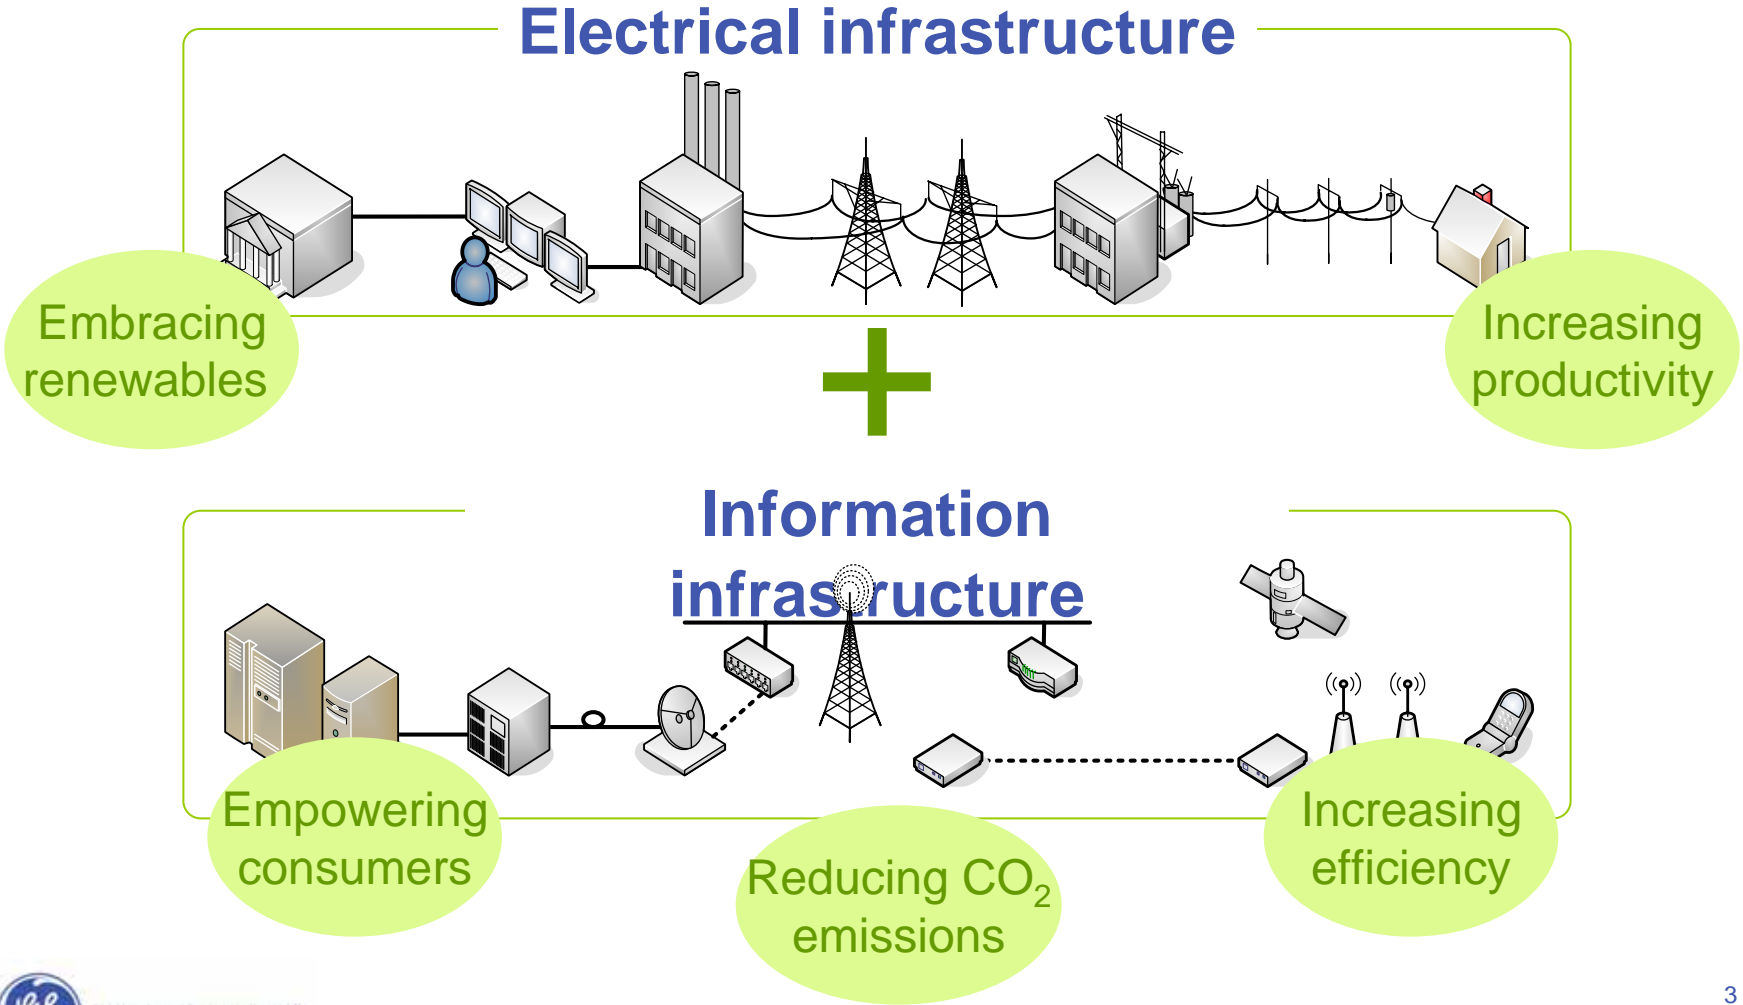 Electrical infrastructure
Embracing
renewables
Increasing
productivity
+
Information
infrastructure
Empowering
consumers
Reducing CO₂
emissions
Increasing
efficiency
3